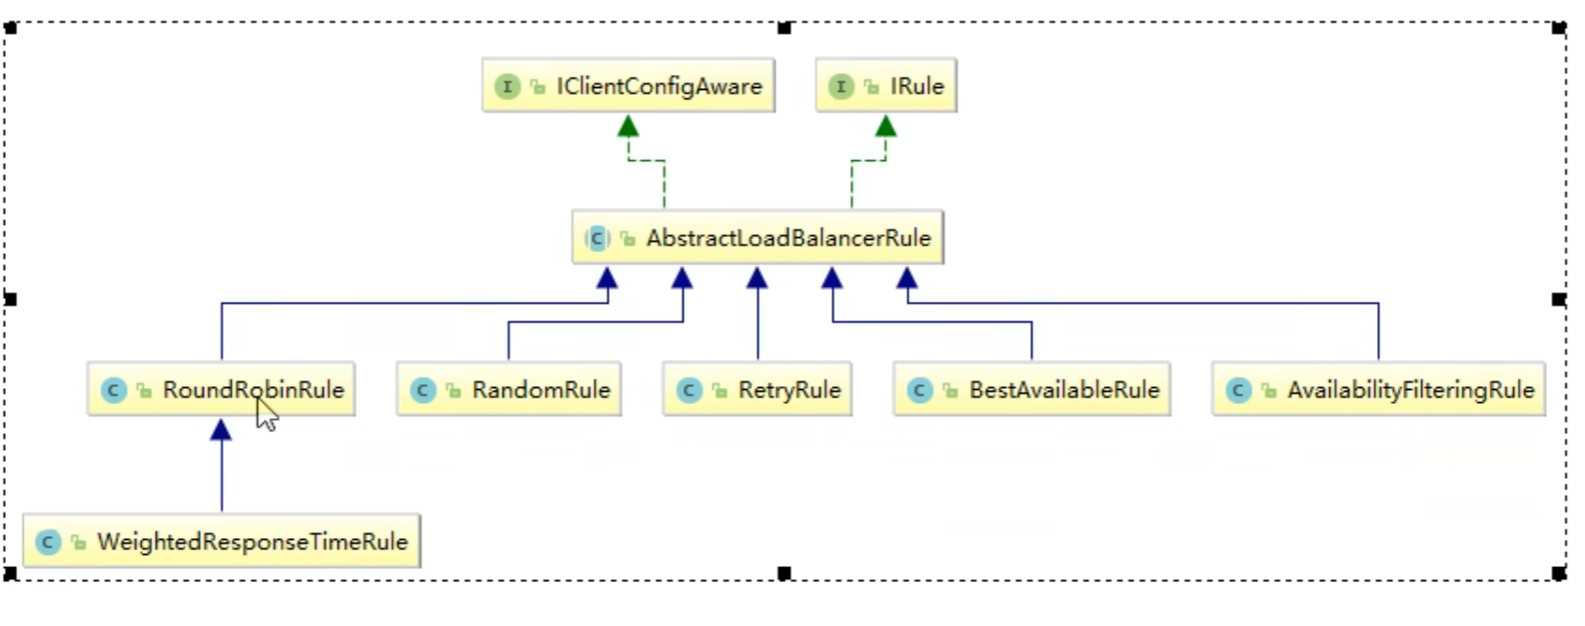 IClientConfigAware
IRule
AbstractLoadBalancerRule
RoundRobinRule
RandomRule
RetryRule
BestAvailableRule
AvailabilityFilteringRule
WeightedResponseTimeRule